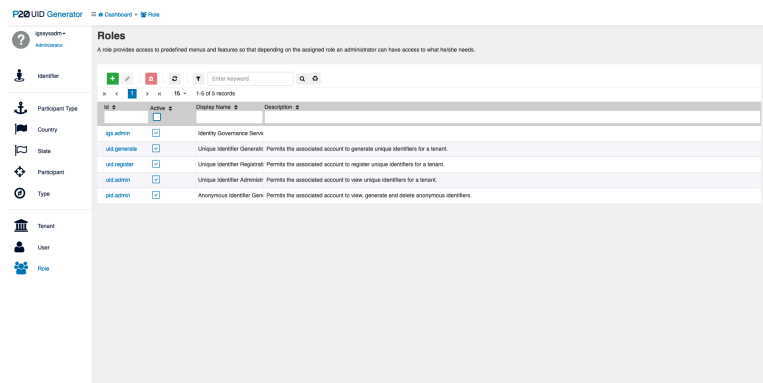 P20 UID Generator
Dashboard • Role
igssysadm
Administrator
?
Identifier
Participant Type
Country
State
Participant
Type
Tenant
User
Role
Roles
A role provides access to predefined menus and features so that depending on the assigned role an administrator can have access to what he/she needs.
Enter keyword
1 15 1-5 of 5 records
Id Active Display Name Description
igs.admin Identity Governance Servic
uid.generate Unique Identifier Generatic Permits the associated account to generate unique identifiers for a tenant.
uid.register Unique Identifier Registrati Permits the associated account to register unique identifiers for a tenant.
uid.admin Unique Identifier Administr Permits the associated account to view unique identifiers for a tenant.
pid.admin Anonymous Identifier Gen Permits the associated account to view, generate and delete anonymous identifiers.